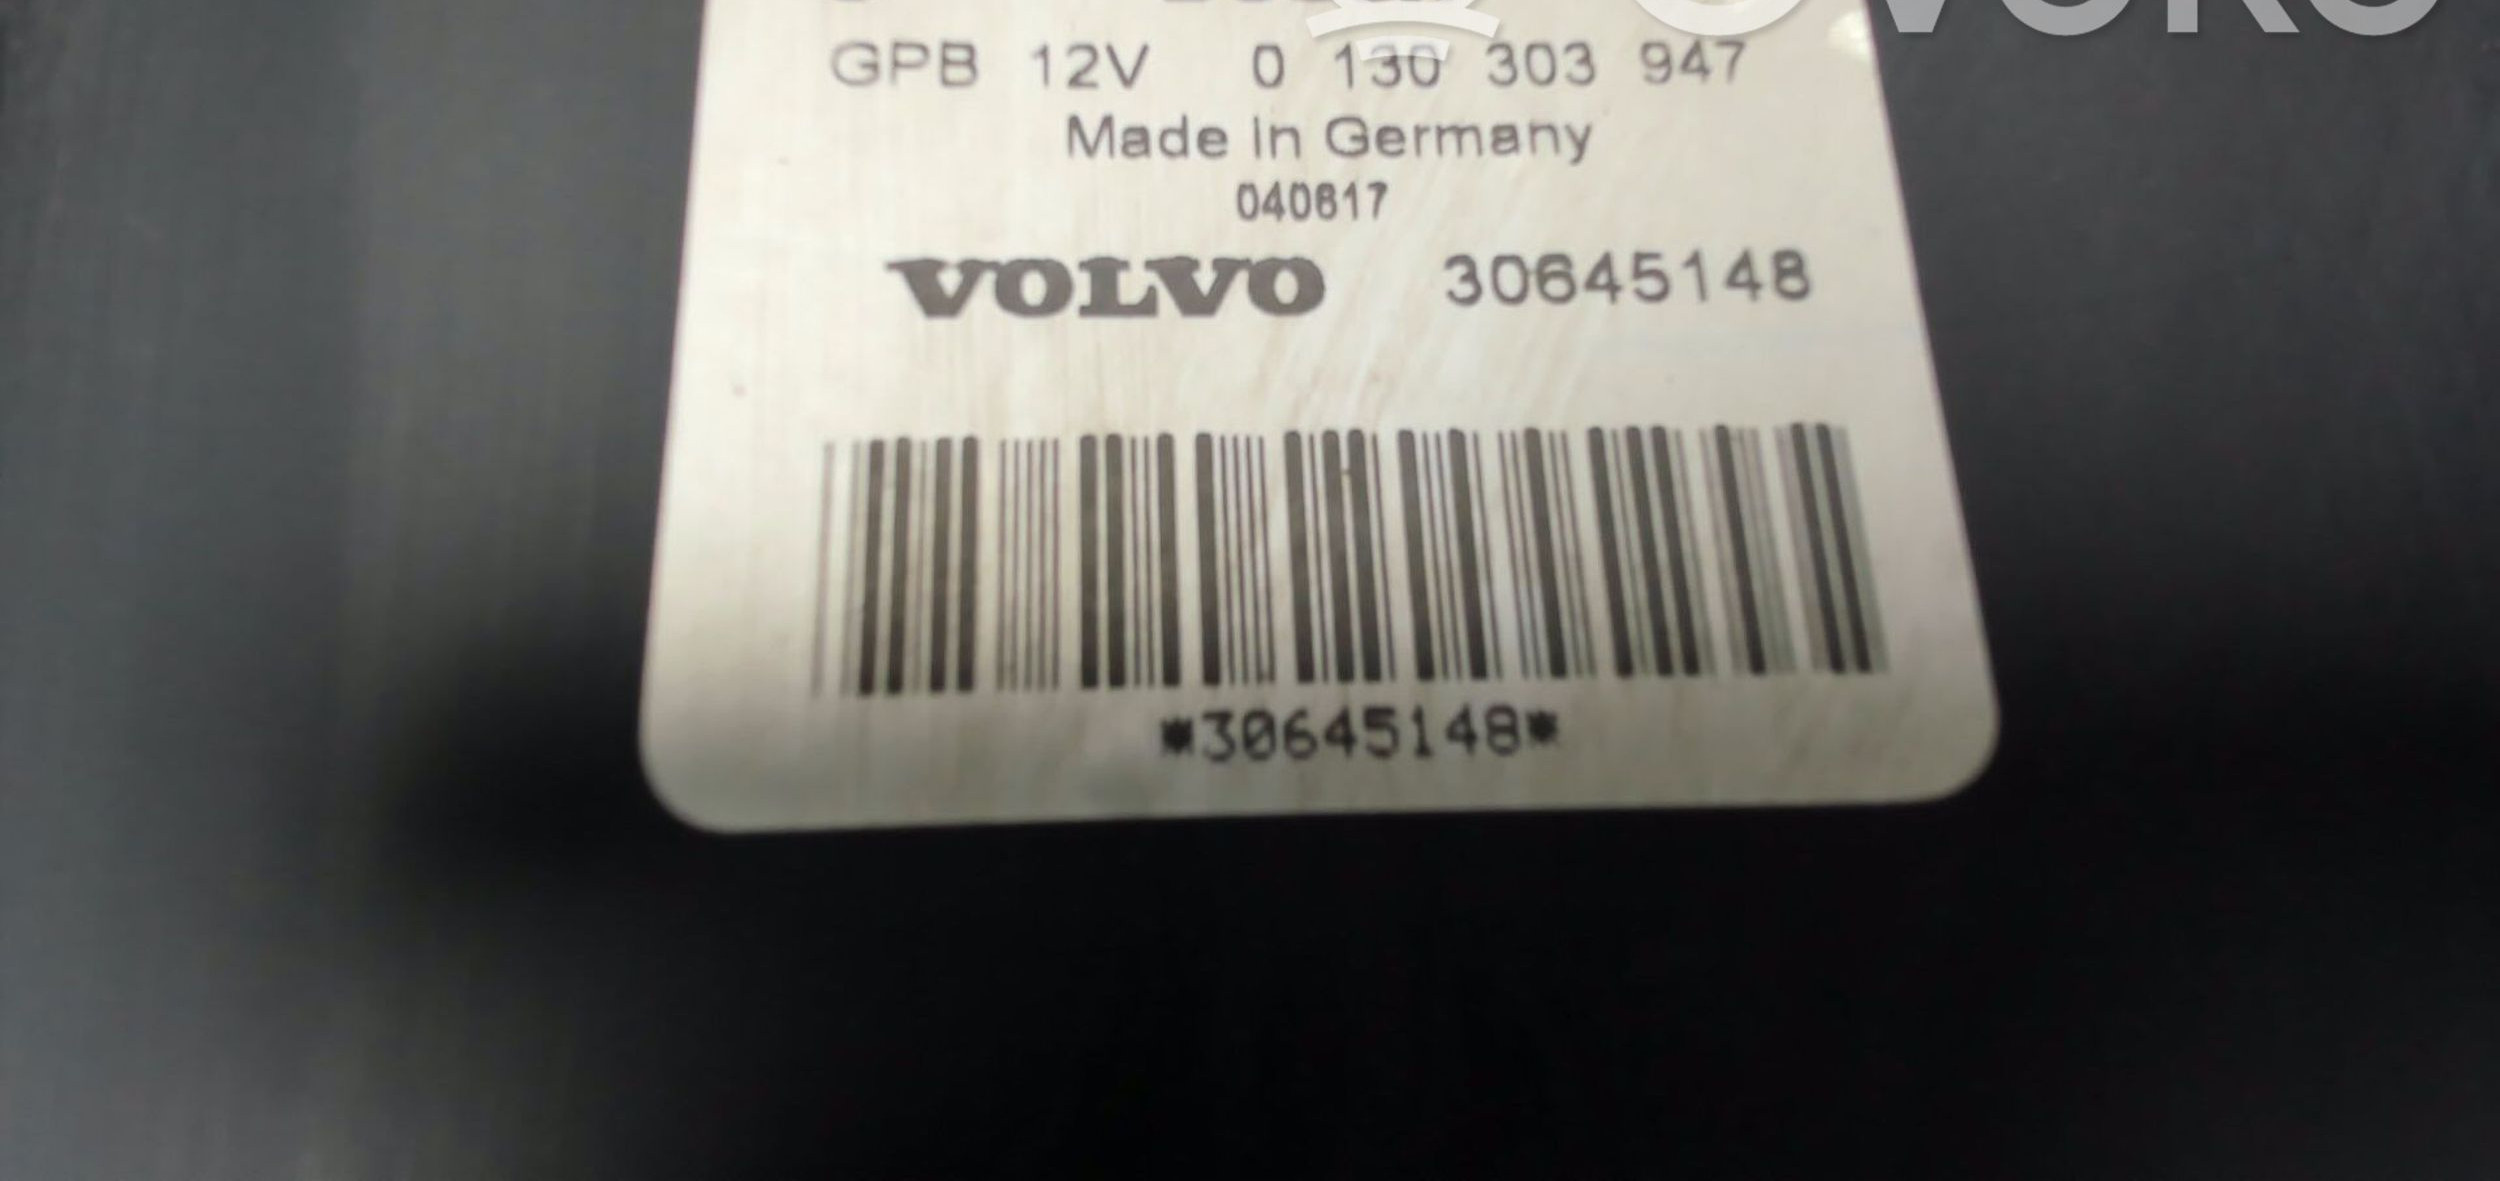 GPB 12V 0 130 303 947
Made in Germany
040817
VOLVO 30645148
*30645148*